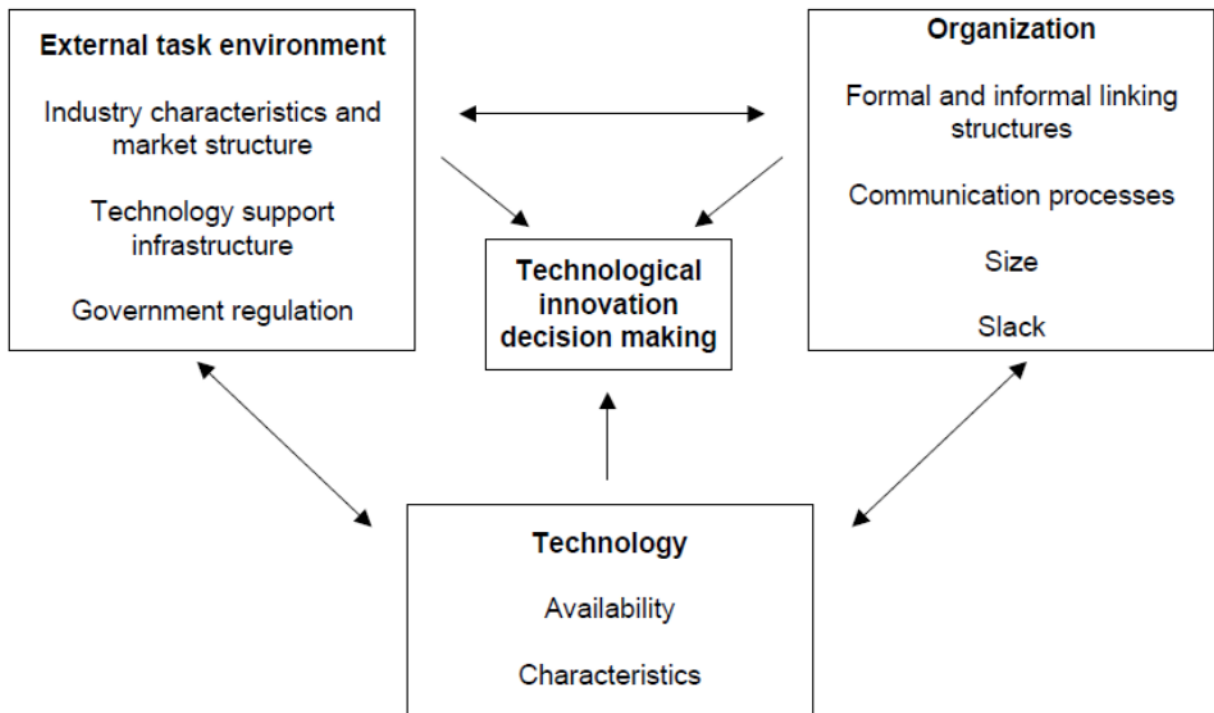 External task environment
Industry characteristics and
market structure
Technology support
infrastructure
Government regulation
Organization
Formal and informal linking
structures
Communication processes
Size
Slack
Technological
innovation
decision making
Technology
Availability
Characteristics